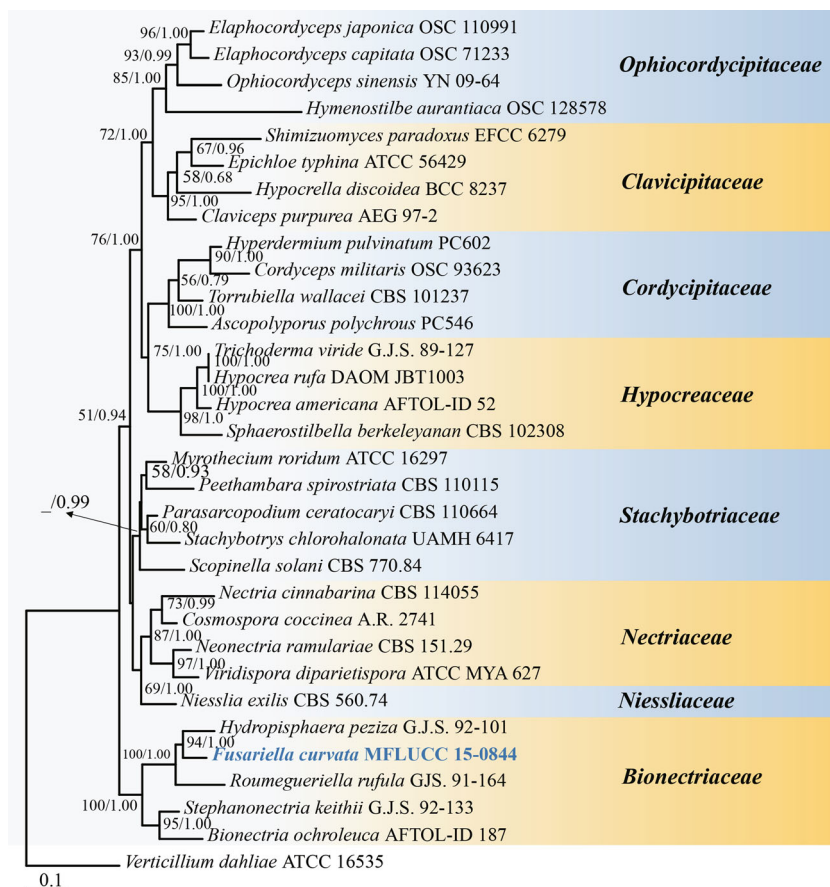 96/1.00
Elaphocordyceps japonica OSC 110991
93/0.99
Elaphocordyceps capitata OSC 71233
85/1.00
Ophiocordyceps sinensis YN 09-64
Ophiocordycipitaceae
Hymenostilbe aurantiaca OSC 128578
72/1.00
Shimizuomyces paradoxus EFCC 6279
67/0.96
Epichloe typhina ATCC 56429
58/0.68
Clavicipitaceae
Hypocrella discoidea BCC 8237
95/1.00
Claviceps purpurea AEG 97-2
76/1.00
Hyperdermium pulvinatum PC602
90/1.00
Cordyceps militaris OSC 93623
56/0.79
Cordycipitaceae
Torrubiella wallacei CBS 101237
100/1.00
Ascopolyporus polychrous PC546
75/1.00
Trichoderma viride G.J.S. 89-127
100/1.00
Hypocrea rufa DAOM JBT1003
100/1.00
Hypocreaceae
Hypocrea americana AFTOL-ID 52
98/1.0
51/0.94
Sphaerostilbella berkeleyanan CBS 102308
Myrothecium roridum ATCC 16297
58/0.93
Peethambara spirostriata CBS 110115
_/0.99
Parasarcopodium ceratocaryi CBS 110664
Stachybotriaceae
60/0.80
Stachybotrys chlorohalonata UAMH 6417
Scopinella solani CBS 770.84
Nectria cinnabarina CBS 114055
73/0.99
Cosmospora coccinea A.R. 2741
87/1.00
Nectriaceae
Neonectria ramulariae CBS 151.29
97/1.00
Viridispora diparietispora ATCC MYA 627
69/1.00
Niesslia exilis CBS 560.74
Niessliaceae
Hydropisphaera peziza G.J.S. 92-101
94/1.00
100/1.00
Fusariella curvata MFLUCC 15-0844
Bionectriaceae
Roumegueriella rufula GJS. 91-164
100/1.00
Stephanonectria keithii G.J.S. 92-133
95/1.00
Bionectria ochroleuca AFTOL-ID 187
Verticillium dahliae ATCC 16535
0.1